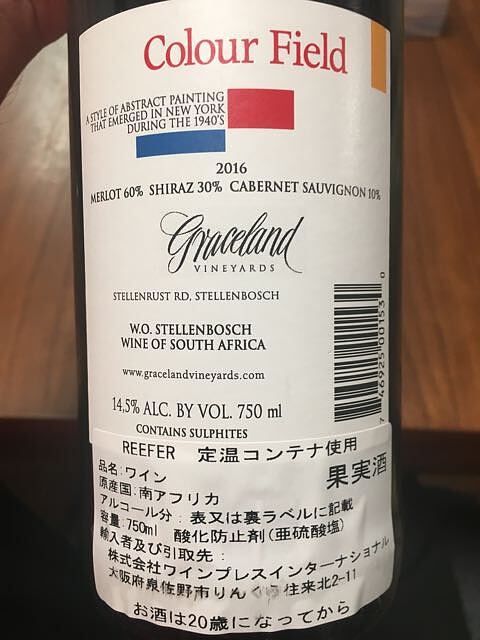 Colour Field
A STYLE OF ABSTRACT PAINTING
THAT EMERGED IN NEW YORK
DURING THE 1940'S
2016
MERLOT 60% SHIRAZ 30% CABERNET SAUVIGNON 10%
Graceland
VINEYARDS
STELLENRUST RD, STELLENBOSCH
W.O. STELLENBOSCH
WINE OF SOUTH AFRICA
www.gracelandvineyards.com
14,5% ALC. BY VOL. 750 ml
CONTAINS SULPHITES
7 46925 00153 0
REEFER 定温コンテナ使用
品名:ワイン
果実酒
原産国:南アフリカ
アルコール分:表又は裏ラベルに記載
容量:750ml 酸化防止剤(亜硫酸塩)
輸入者及び引取先:
株式会社ワインプレスインターナショナル
大阪府泉佐野市りんくう往来北2-11
お酒は20歳になってから